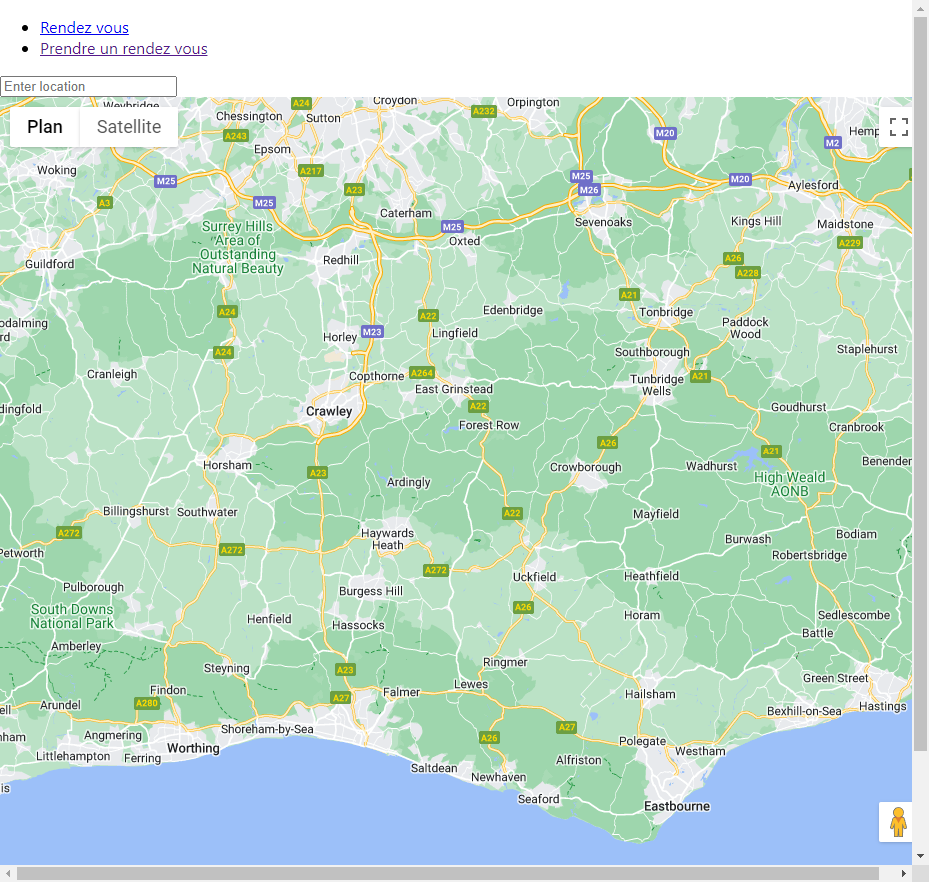 Rendez vous
Prendre un rendez vous
Enter location
Weybridge
A24
Croydon
Orpington
Chessington
Sutton
A232
Plan
Satellite
A243
M20
M2
Epsom
Woking
A217
M25
A23
M25
M26
M20
Aylesford
A3
M25
Caterham
M25
Sevenoaks
Kings Hill
Maidstone
Surrey Hills
Area of
Outstanding
Natural Beauty
Oxted
A229
Guildford
Redhill
A26
A228
A21
A24
A22
Edenbridge
Tonbridge
Paddock
Wood
Horley
M23
Lingfield
A24
Southborough
Staplehurst
Cranleigh
Copthorne
A264
East Grinstead
Tunbridge
Wells
A21
Crawley
A22
Goudhurst
Forest Row
Cranbrook
A26
A21
Horsham
A23
Crowborough
Wadhurst
Ardingly
High Weald
AONB
Billingshurst
Southwater
A22
Mayfield
A272
Haywards
Heath
Burwash
Bodiam
A272
Petworth
Robertsbridge
A272
Uckfield
Heathfield
Pulborough
Burgess Hill
South Downs
National Park
A26
Henfield
Hassocks
Horam
Sedlescombe
Battle
Amberley
Steyning
A23
Ringmer
Green Street
Findon
A27
Falmer
Lewes
Hailsham
Arundel
A280
Hastings
Bexhill-on-Sea
Angmering
Shoreham-by-Sea
A26
A27
Polegate
Worthing
Westham
Littlehampton
Ferring
Alfriston
Saltdean
Newhaven
Seaford
Eastbourne